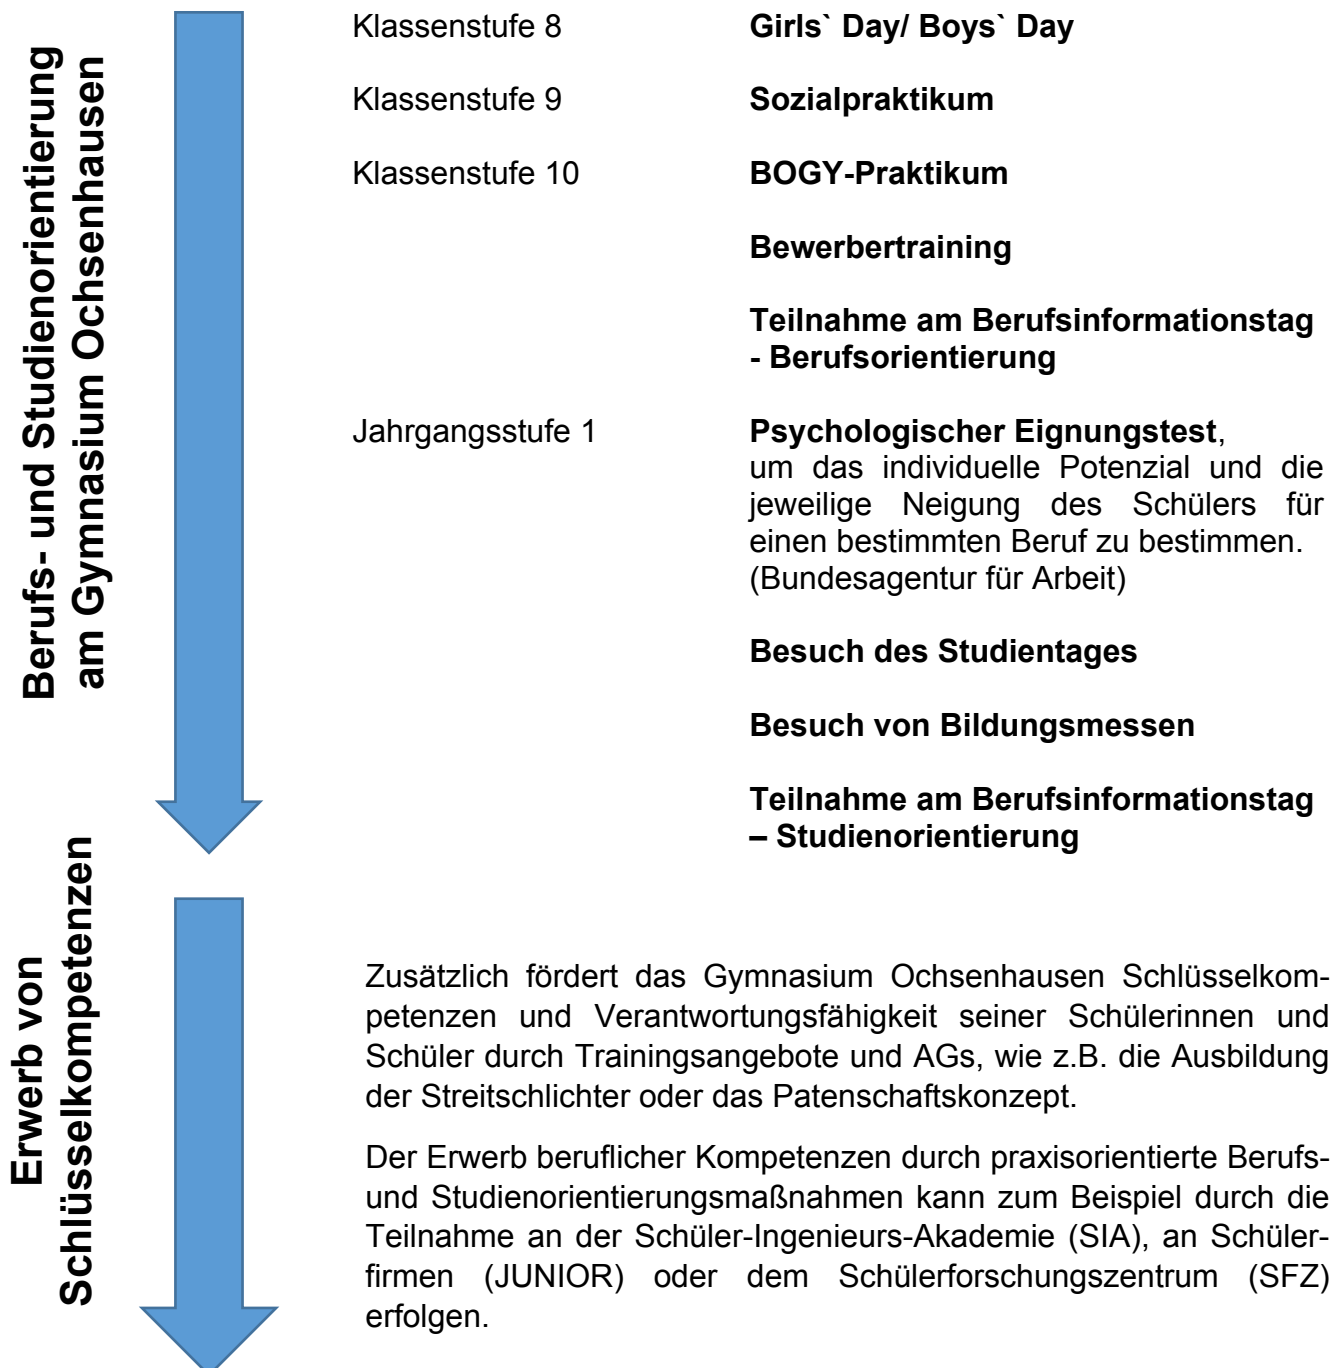 Berufs- und Studienorientierung
am Gymnasium Ochsenhausen
Klassenstufe 8 Girls` Day/ Boys` Day
Klassenstufe 9 Sozialpraktikum
Klassenstufe 10 BOGY-Praktikum
Bewerbertraining
Teilnahme am Berufsinformationstag
- Berufsorientierung
Jahrgangsstufe 1 Psychologischer Eignungstest,
um das individuelle Potenzial und die
jeweilige Neigung des Schülers für
einen bestimmten Beruf zu bestimmen.
(Bundesagentur für Arbeit)
Besuch des Studientages
Besuch von Bildungsmessen
Teilnahme am Berufsinformationstag
– Studienorientierung
Erwerb von
Schlüsselkompetenzen
Zusätzlich fördert das Gymnasium Ochsenhausen Schlüsselkom-
petenzen und Verantwortungsfähigkeit seiner Schülerinnen und
Schüler durch Trainingsangebote und AGs, wie z.B. die Ausbildung
der Streitschlichter oder das Patenschaftskonzept.
Der Erwerb beruflicher Kompetenzen durch praxisorientierte Berufs-
und Studienorientierungsmaßnahmen kann zum Beispiel durch die
Teilnahme an der Schüler-Ingenieurs-Akademie (SIA), an Schüler-
firmen (JUNIOR) oder dem Schülerforschungszentrum (SFZ)
erfolgen.